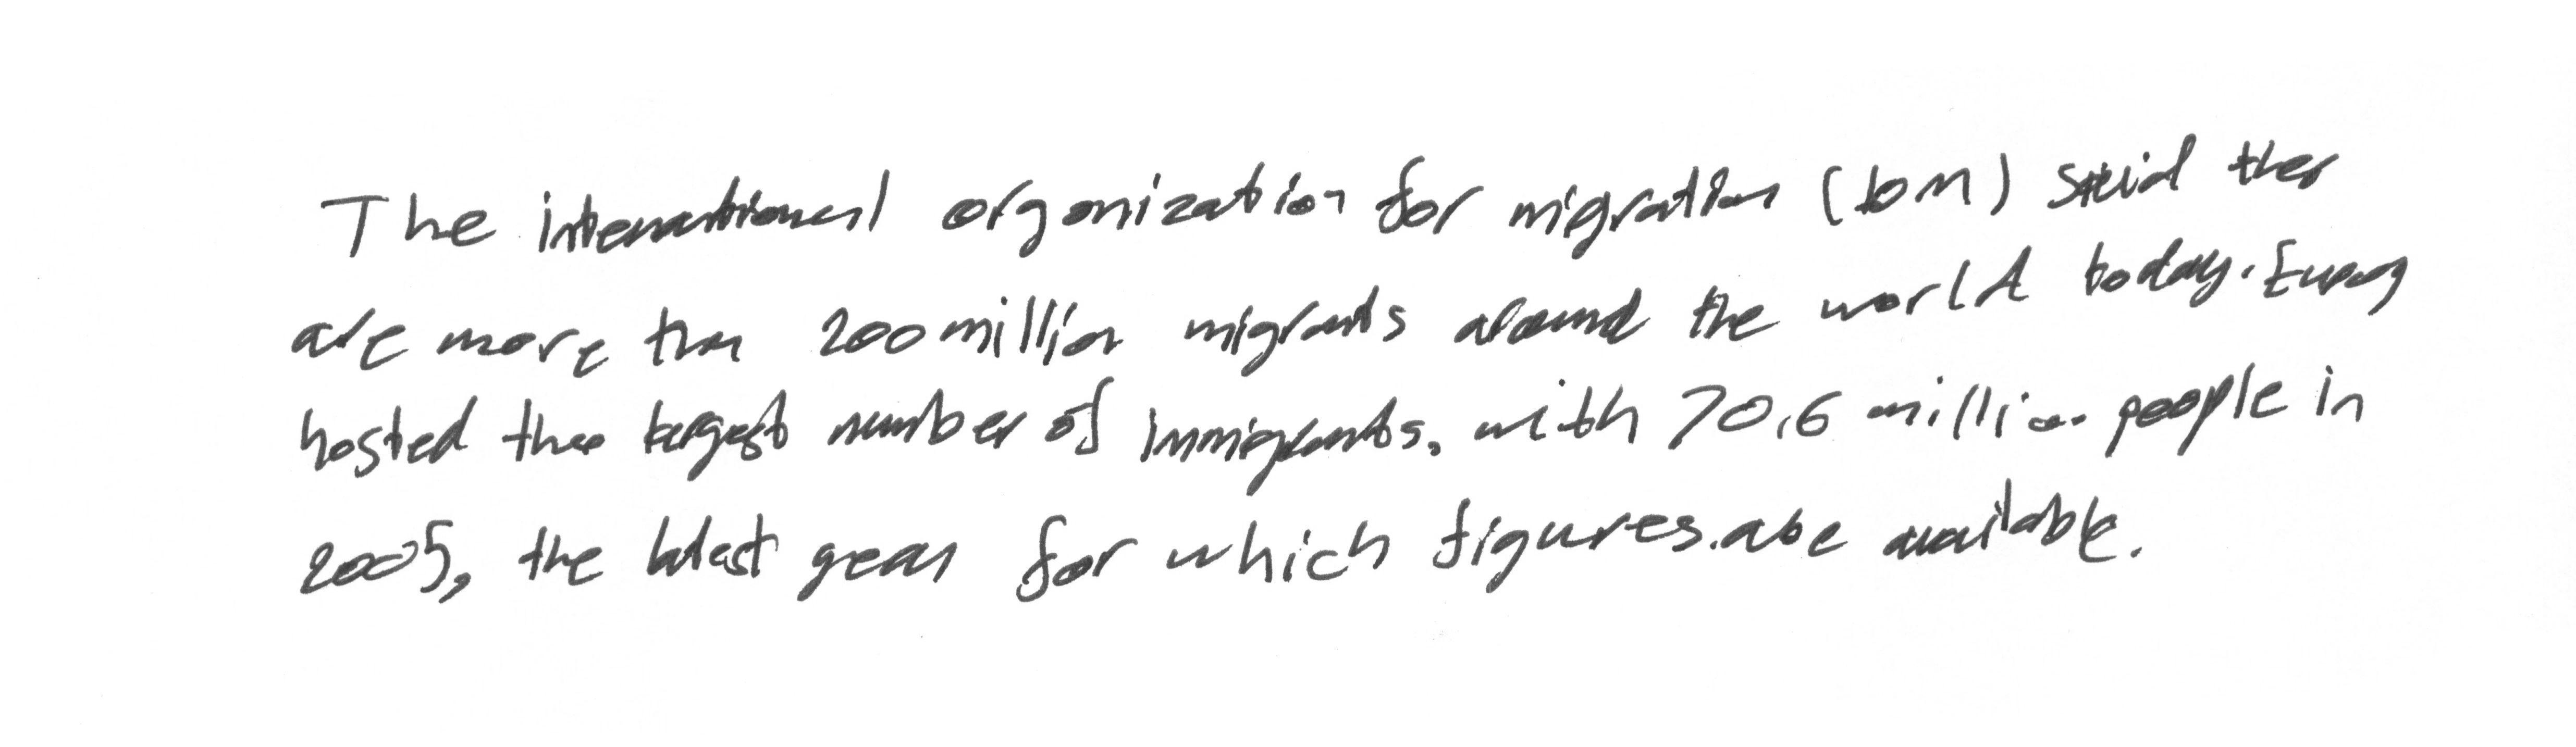 The international organization for migration (IOM) said ther
are more than 200 million migrants around the world today. Europ
hosted the largest number of immigrants, with 70,6 million people in
2005, the latest year for which figures are available.